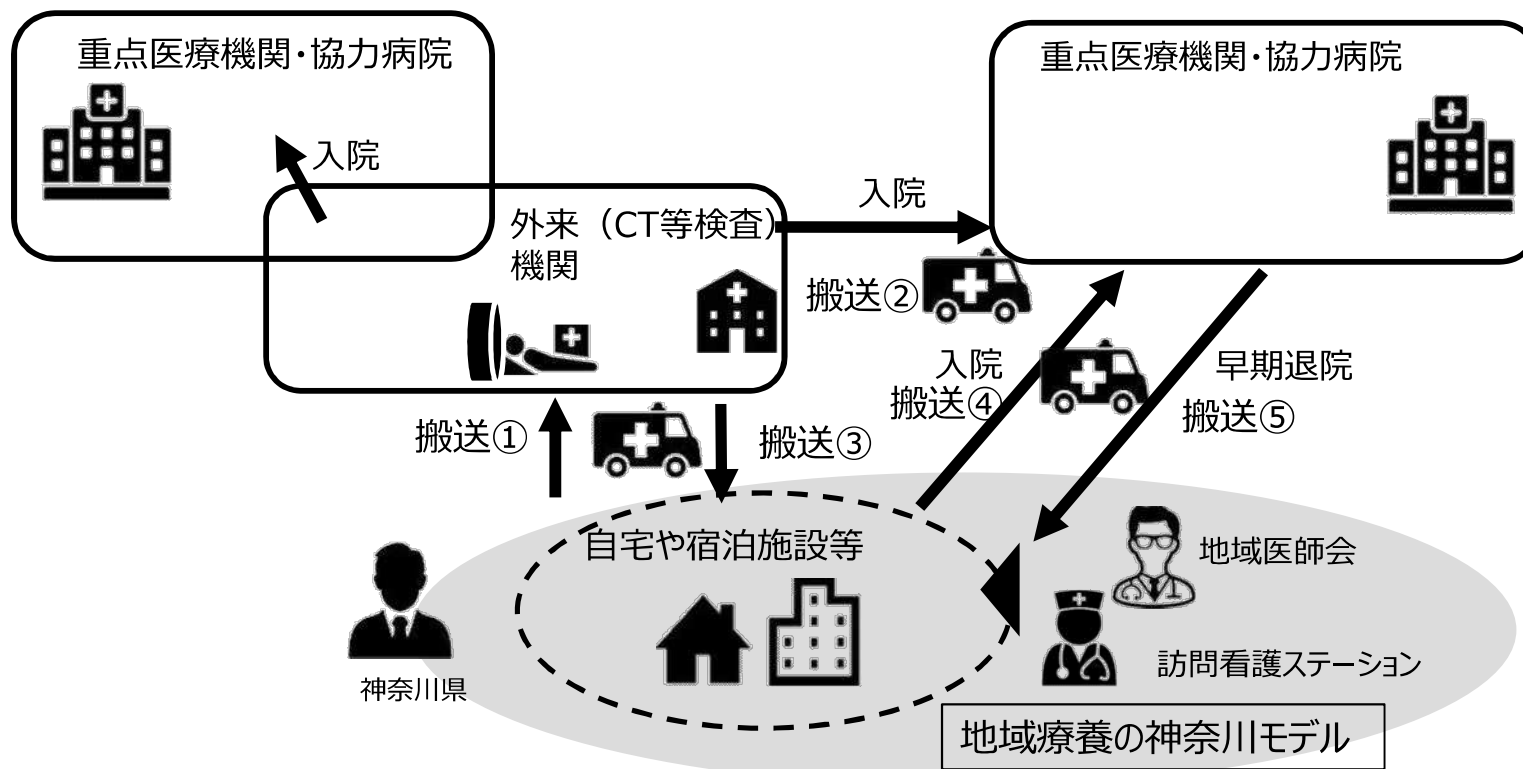 重点医療機関・協力病院
重点医療機関・協力病院
入院
入院
外来（CT等検査）
機関
搬送②
入院
搬送④
早期退院
搬送⑤
搬送①
搬送③
自宅や宿泊施設等
地域医師会
訪問看護ステーション
神奈川県
地域療養の神奈川モデル